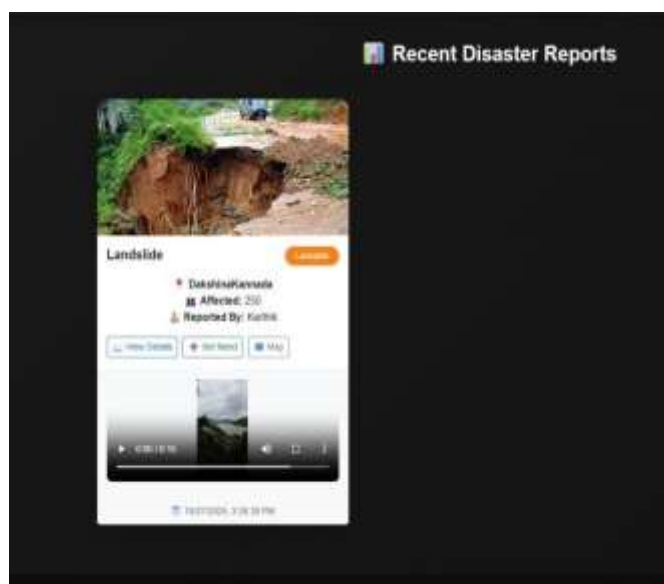 Recent Disaster Reports
Landslide
Landslide
DakshinaKannada
Affected: 250
Reported By: Karthik
View Details
Map